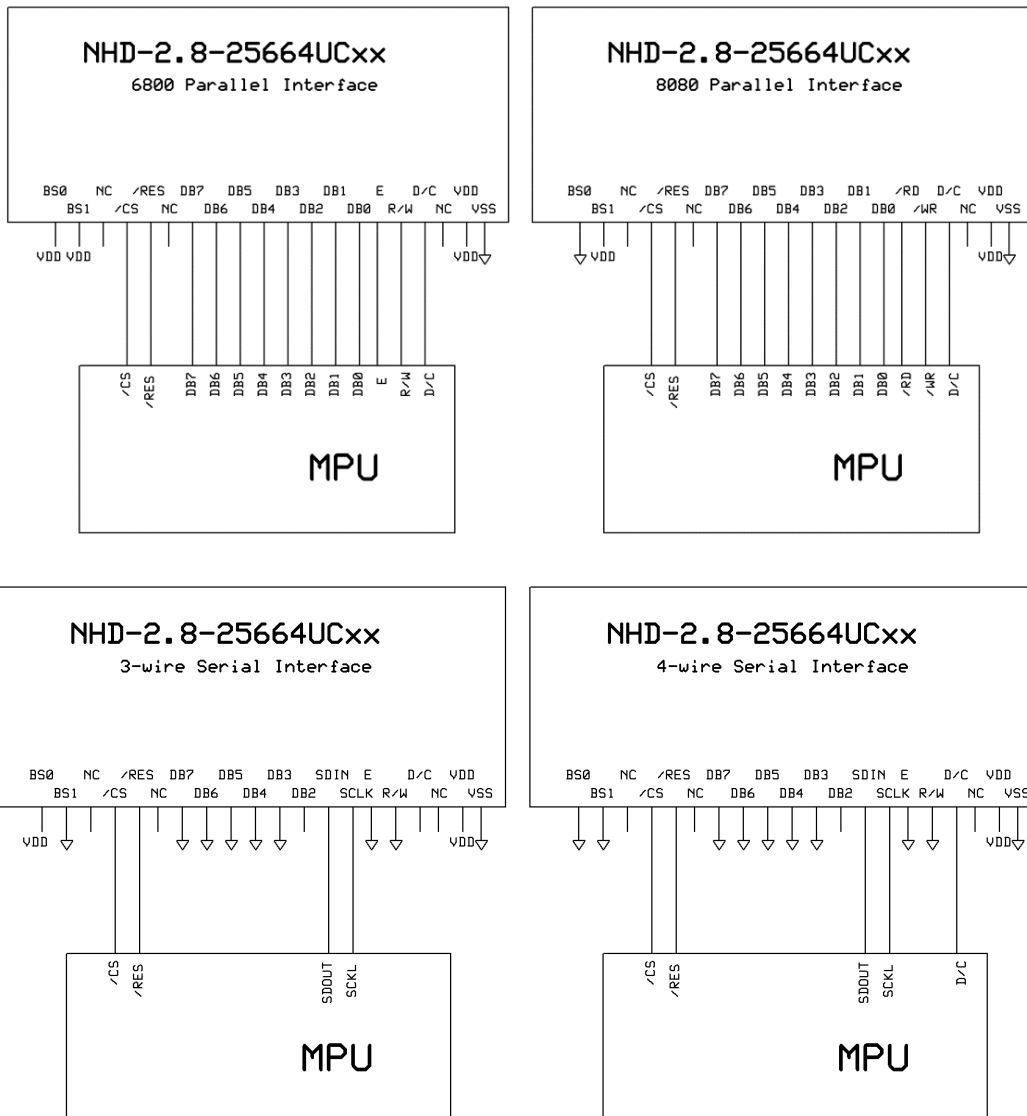 NHD-2.8-25664UCxx
6800 Parallel Interface
BS0 NC /RES DB7 DB5 DB3 DB1 E D/C VDD
BS1 /CS NC DB6 DB4 DB2 DB0 R/W NC VSS
VDD VDD VDD
/CS /RES DB7 DB6 DB5 DB4 DB3 DB2 DB1 DB0 E R/W D/C
MPU
NHD-2.8-25664UCxx
8080 Parallel Interface
BS0 NC /RES DB7 DB5 DB3 DB1 /RD D/C VDD
BS1 /CS NC DB6 DB4 DB2 DB0 /WR NC VSS
VDD VDD
/CS /RES DB7 DB6 DB5 DB4 DB3 DB2 DB1 DB0 /RD /WR D/C
MPU
NHD-2.8-25664UCxx
3-wire Serial Interface
BS0 NC /RES DB7 DB5 DB3 SDIN E D/C VDD
BS1 /CS NC DB6 DB4 DB2 SCLK R/W NC VSS
VDD VDD
/CS /RES SDOUT SCKL
MPU
NHD-2.8-25664UCxx
4-wire Serial Interface
BS0 NC /RES DB7 DB5 DB3 SDIN E D/C VDD
BS1 /CS NC DB6 DB4 DB2 SCLK R/W NC VSS
VDD
/CS /RES SDOUT SCKL D/C
MPU